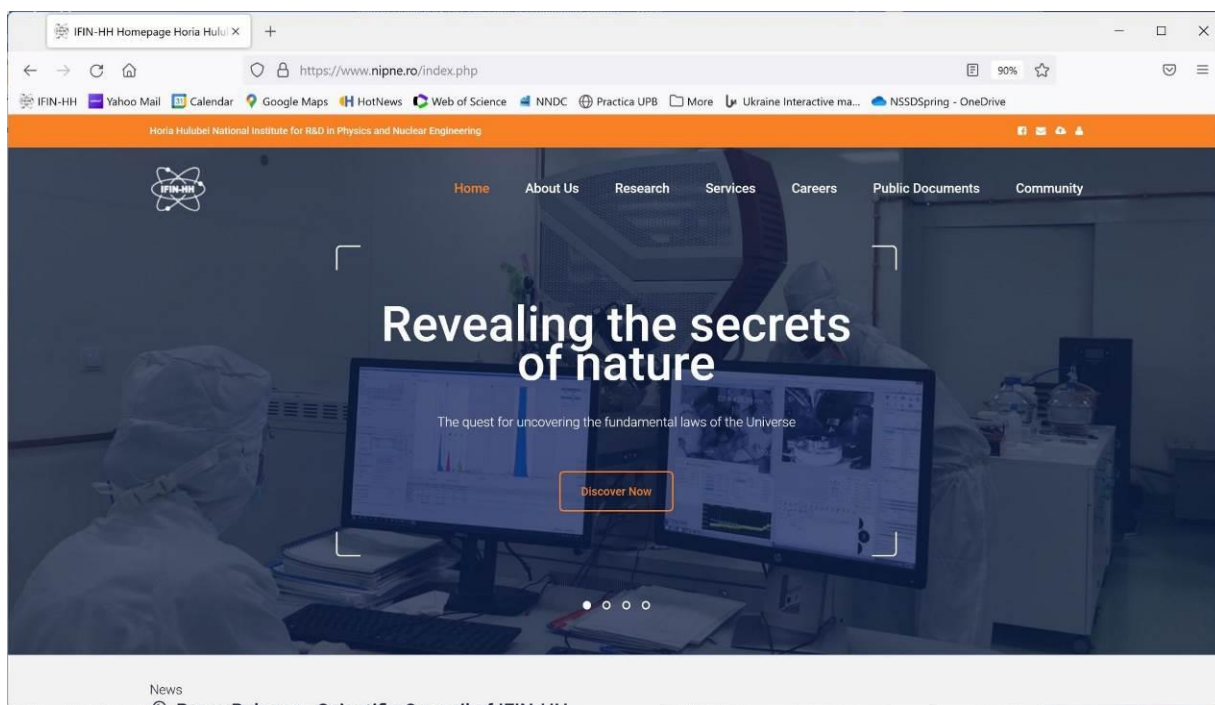 IFIN-HH Homepage Horia Hulul
https://www.nipne.ro/index.php
90%
IFIN-HH Yahoo Mail 31 Calendar Google Maps HotNews Web of Science NNDC Practica UPB More Ukraine Interactive ma... NSSDSpring - OneDrive
Horia Hulubei National Institute for R&D in Physics and Nuclear Engineering
IFIN-HH
Home About Us Research Services Careers Public Documents Community
Revealing the secrets
of nature
The quest for uncovering the fundamental laws of the Universe
Discover Now
News